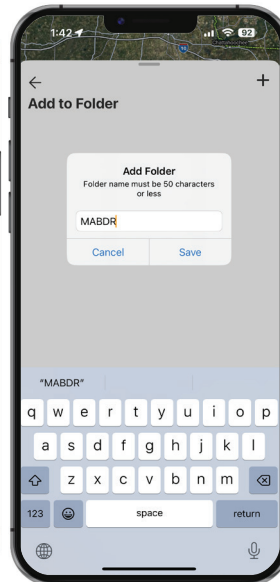 1:42
92
Add to Folder
Add Folder
Folder name must be 50 characters
or less
MABDR
Cancel Save
"MABDR"
q w e r t y u i o p
a s d f g h j k l
z x c v b n m
123 space return